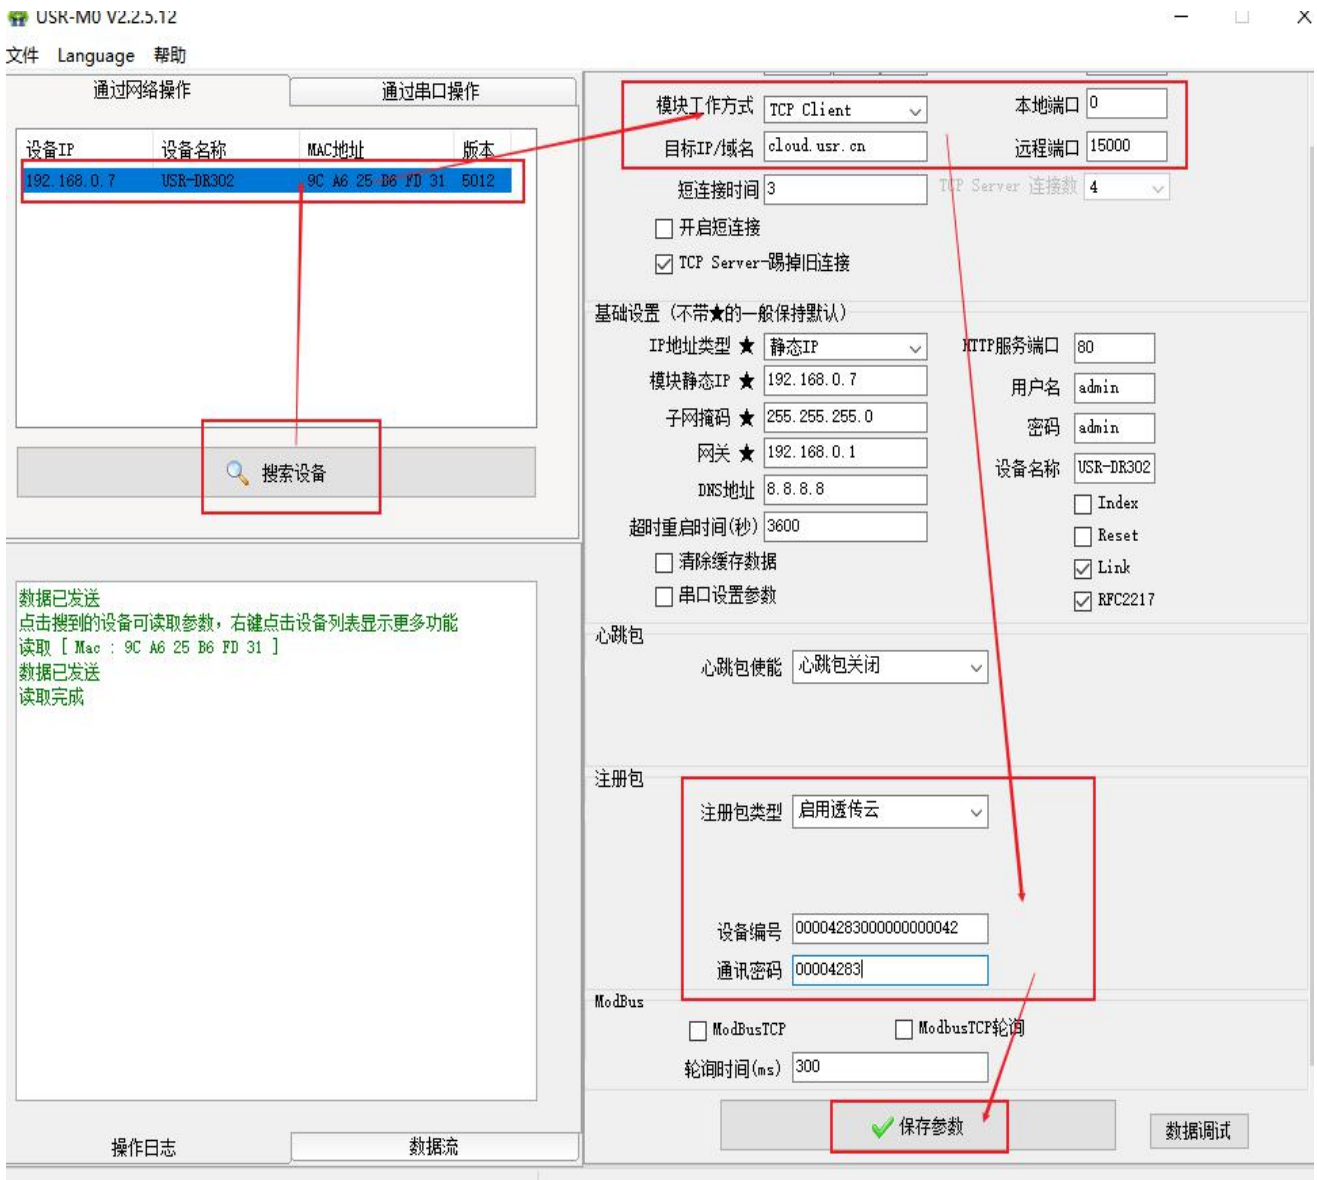 USR-M0 V2.2.5.12
文件 Language 帮助
通过网络操作 通过串口操作
设备IP 设备名称 MAC地址 版本
192.168.0.7 USR-DR302 9C A6 25 B6 FD 31 5012
搜索设备
数据已发送
点击搜到的设备可读取参数，右键点击设备列表显示更多功能
读取 [ Mac : 9C A6 25 B6 FD 31 ]
数据已发送
读取完成
操作日志 数据流
模块工作方式 TCP Client 本地端口 0
目标IP/域名 cloud.usr.cn 远程端口 15000
短连接时间 3 TCP Server 连接数 4
开启短连接
TCP Server-踢掉旧连接
基础设置（不带★的一般保持默认）
IP地址类型 ★ 静态IP HTTP服务端口 80
模块静态IP ★ 192.168.0.7 用户名 admin
子网掩码 ★ 255.255.255.0 密码 admin
网关 ★ 192.168.0.1 设备名称 USR-DR302
DNS地址 8.8.8.8 Index
超时重启时间(秒) 3600 Reset
清除缓存数据 Link
串口设置参数 RFC2217
心跳包
心跳包使能 心跳包关闭
注册包
注册包类型 启用透传云
设备编号 00004283000000000042
通讯密码 00004283
ModBus
ModBusTCP ModbusTCP轮询
轮询时间(ms) 300
保存参数 数据调试